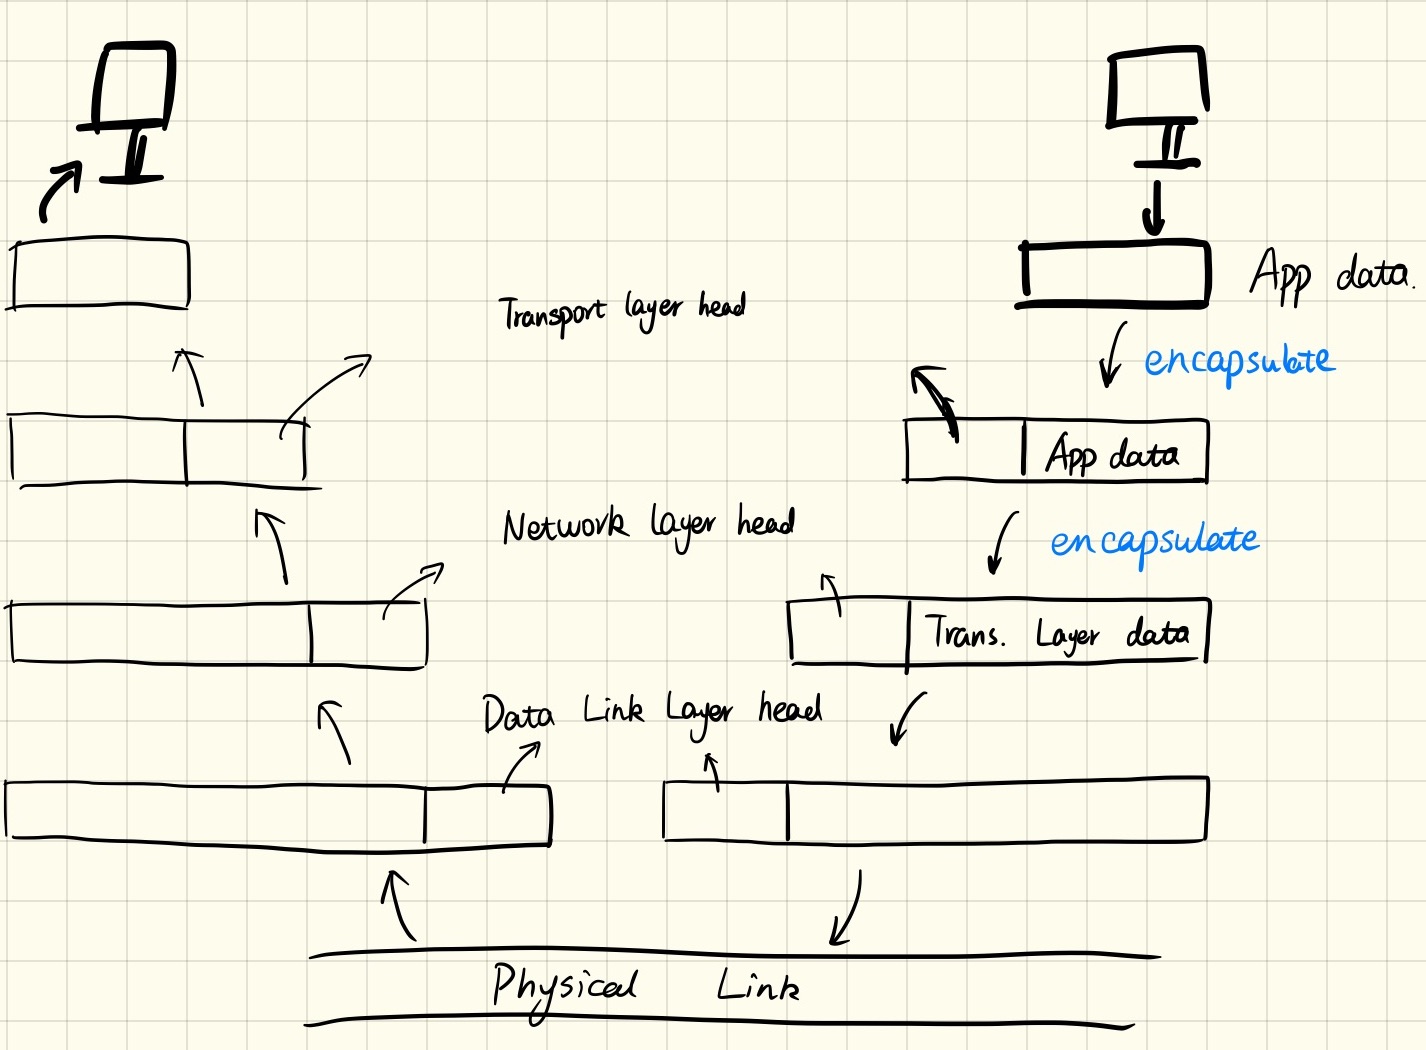 App data.
Transport layer head
encapsulate
App data
Network layer head
encapsulate
Trans. Layer data
Data Link Layer head
Physical Link